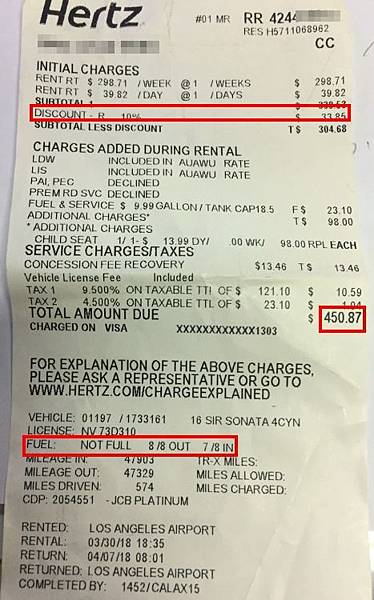 Hertz
#01 MR RR 4244
RES H5711068962
CC
INITIAL CHARGES
RENT RT $ 298.71 / WEEK @ 1 / WEEKS $ 298.71
RENT RT $ 39.82 / DAY @ 1 / DAYS $ 39.82
SUBTOTAL 1 $ 338.53
DISCOUNT - R 10% $ 33.85
SUBTOTAL LESS DISCOUNT T $ 304.68
CHARGES ADDED DURING RENTAL
LDW INCLUDED IN AUAWU RATE
LIS INCLUDED IN AUAWU RATE
PAI, PEC DECLINED
PREM RD SVC DECLINED
FUEL & SERVICE $ 9.99 GALLON / TANK CAP18.5 F $ 23.10
ADDITIONAL CHARGES* T $ 98.00
* ADDITIONAL CHARGES
CHILD SEAT 1/ 1- $ 13.99 DY/ .00 WK/ 98.00 RPL EACH
SERVICE CHARGES/TAXES
CONCESSION FEE RECOVERY $13.46 T $ 13.46
Vehicle License Fee Included
TAX 1 9.500% ON TAXABLE TTL OF $ 121.10 $ 10.59
TAX 2 4.500% ON TAXABLE TTL OF $ 23.10 $ 1.04
TOTAL AMOUNT DUE $ 450.87
CHARGED ON VISA XXXXXXXXXXXX1303
FOR EXPLANATION OF THE ABOVE CHARGES,
PLEASE ASK A REPRESENTATIVE OR GO TO
WWW.HERTZ.COM/CHARGEEXPLAINED
VEHICLE: 01197 / 1733161 16 SIR SONATA 4CYN
LICENSE: NV 73D310
FUEL: NOT FULL 8 /8 OUT 7 /8 IN
MILEAGE IN: 47903 TR-X MILES:
MILEAGE OUT: 47329 MILES ALLOWED:
MILES DRIVEN: 574 MILES CHARGED:
CDP: 2054551 - JCB PLATINUM
RENTED: LOS ANGELES AIRPORT
RENTAL: 03/30/18 18:35
RETURN: 04/07/18 08:01
RETURNED: LOS ANGELES AIRPORT
COMPLETED BY: 1452/CALAX15